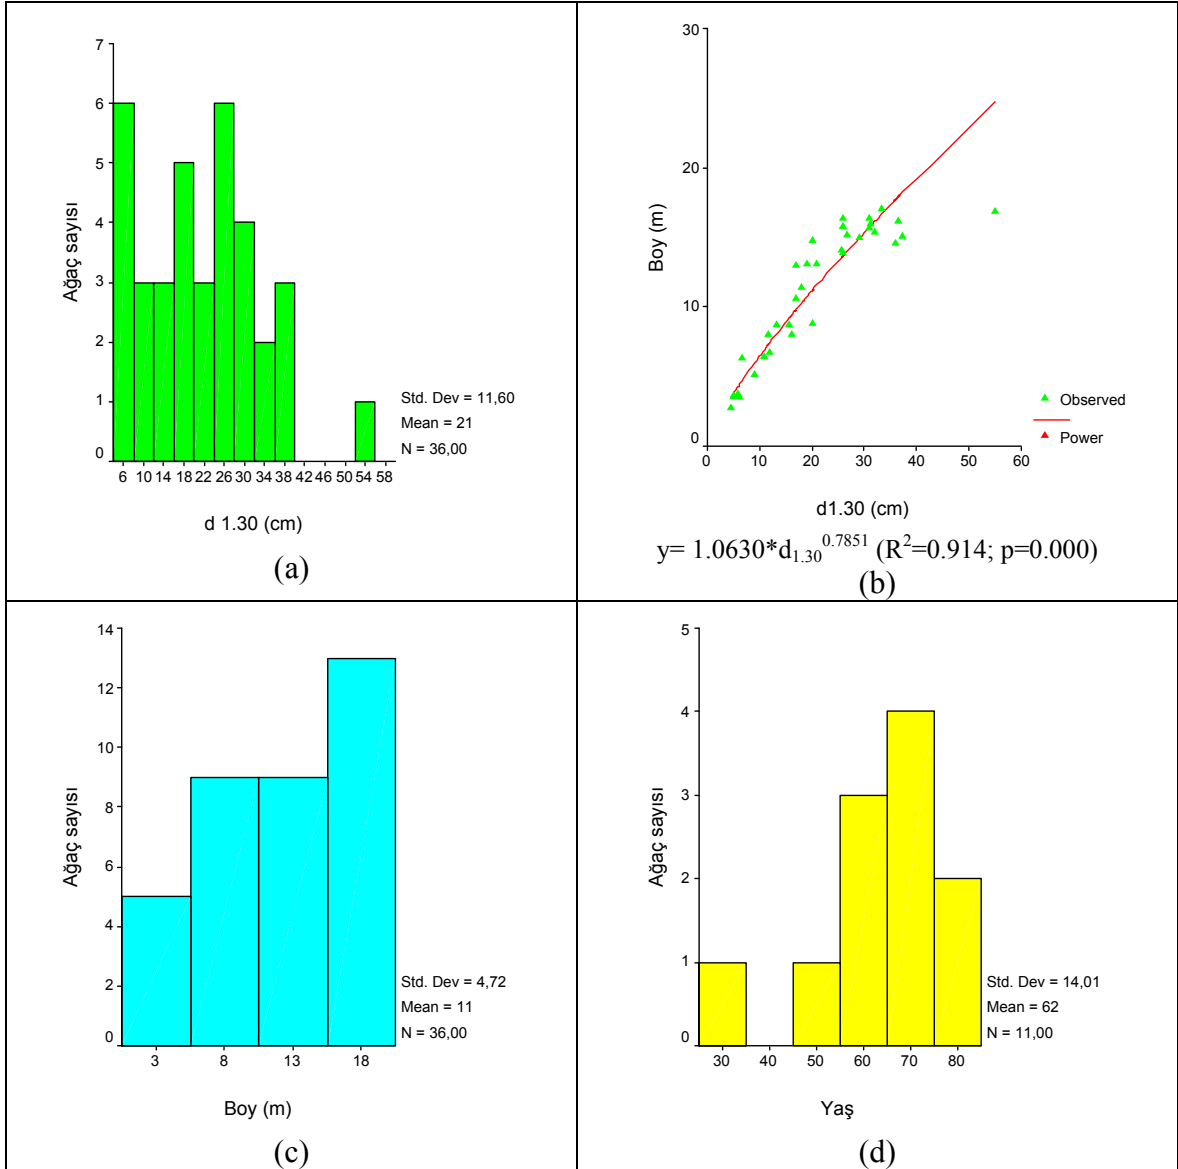 7
6
5
4
3
2
1
0
Ağaç sayısı
Std. Dev = 11,60
Mean = 21
N = 36,00
6 10 14 18 22 26 30 34 38 42 46 50 54 58
d 1.30 (cm)
(a)
30
20
10
0
Boy (m)
Observed
Power
0 10 20 30 40 50 60
d1.30 (cm)
y= 1.0630*d1.30^0.7851 (R²=0.914; p=0.000)
(b)
14
12
10
8
6
4
2
0
Ağaç sayısı
Std. Dev = 4,72
Mean = 11
N = 36,00
3 8 13 18
Boy (m)
(c)
5
4
3
2
1
0
Ağaç sayısı
Std. Dev = 14,01
Mean = 62
N = 11,00
30 40 50 60 70 80
Yaş
(d)